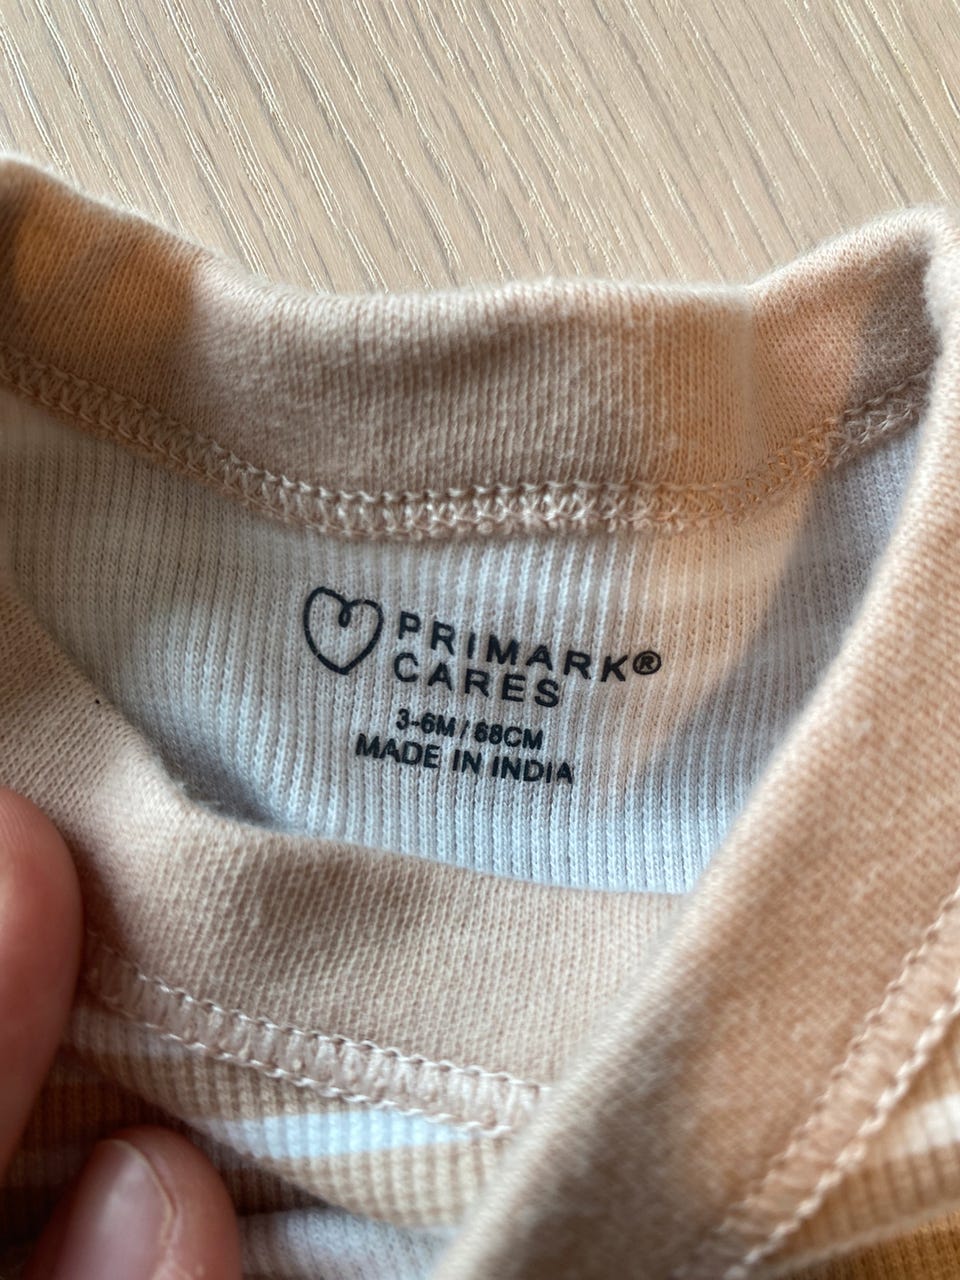 PRIMARK®
CARES
3-6M / 68CM
MADE IN INDIA